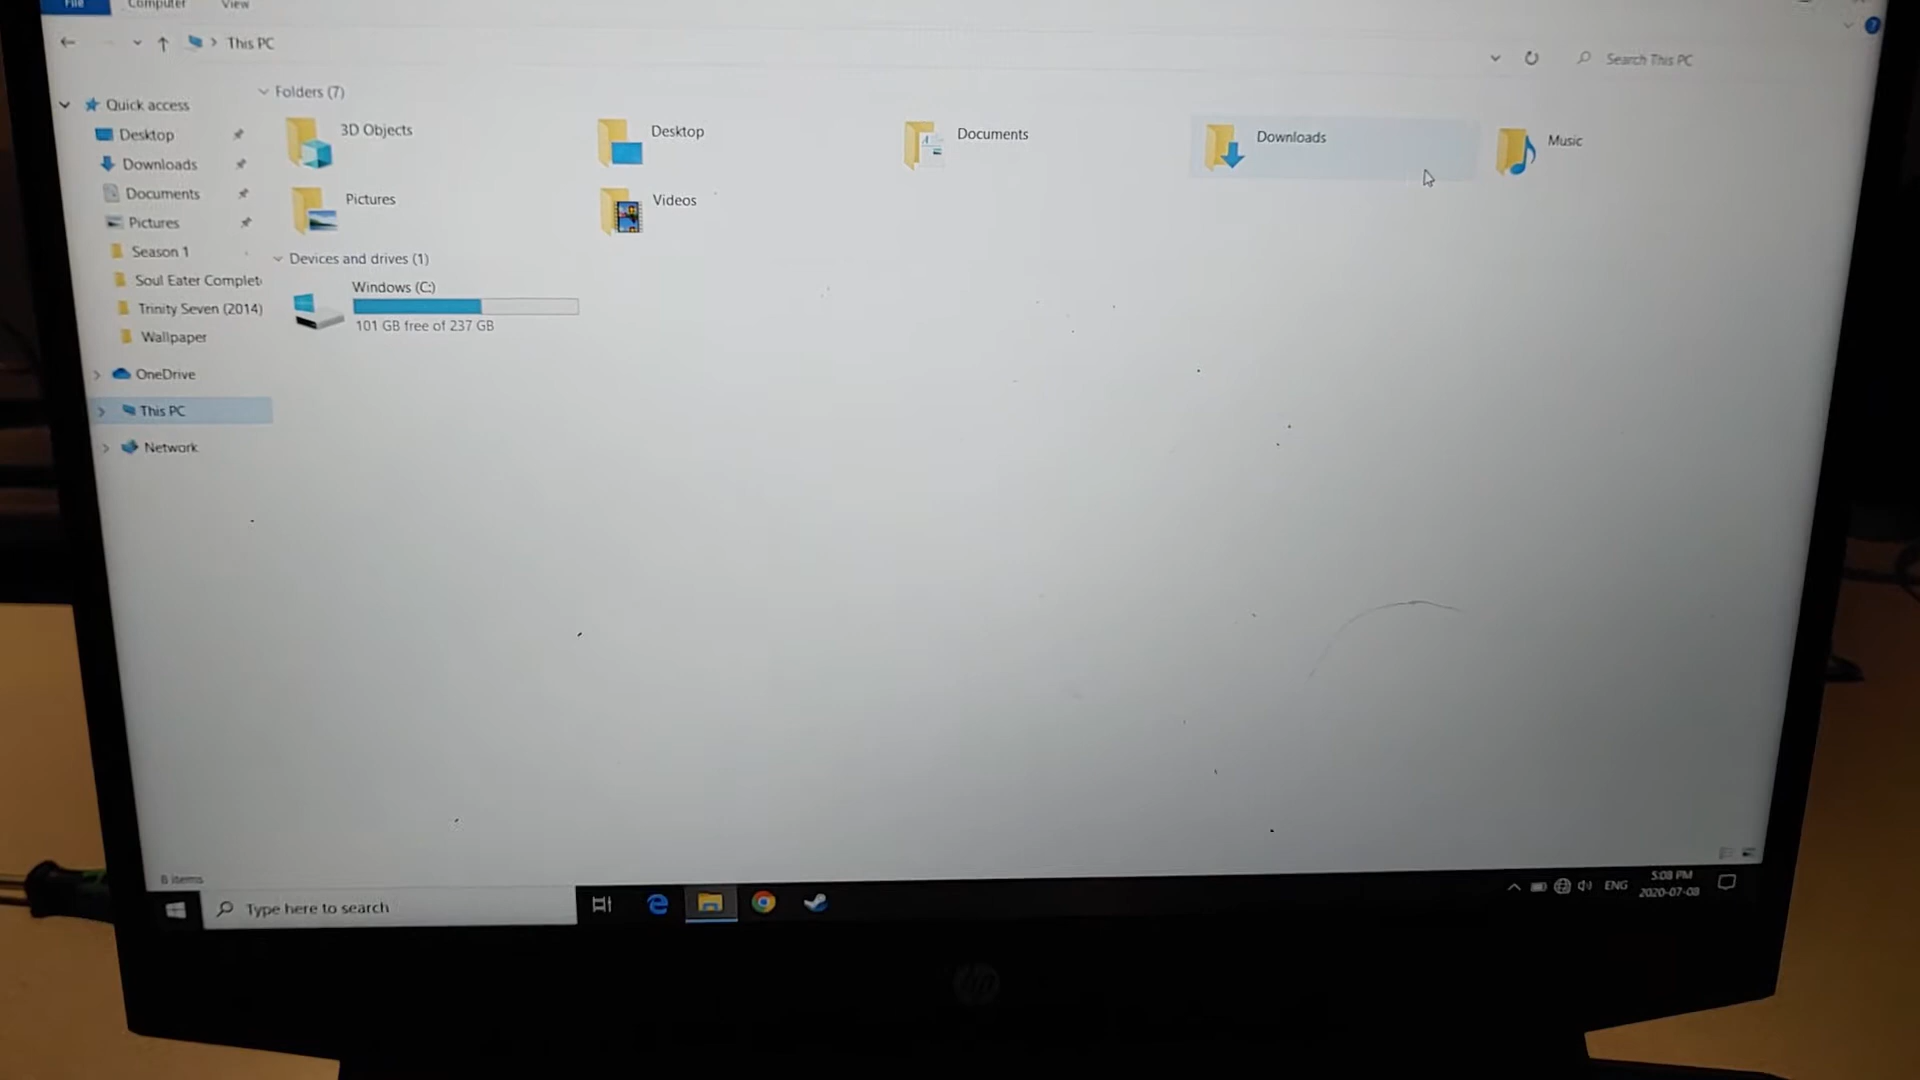 File Computer View
This PC
Search This PC
Quick access
Desktop
Downloads
Documents
Pictures
Season 1
Soul Eater Complet
Trinity Seven (2014)
Wallpaper
OneDrive
This PC
Network
Folders (7)
3D Objects
Desktop
Documents
Downloads
Music
Pictures
Videos
Devices and drives (1)
Windows (C:)
101 GB free of 237 GB
8 items
Type here to search
ENG
5:08 PM
2020-07-08
hp